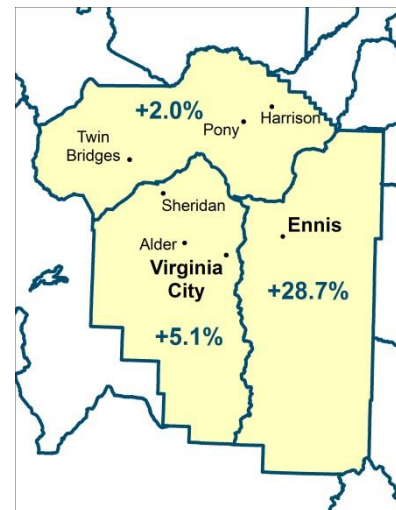 +2.0%
Harrison
Pony
Twin
Bridges
Sheridan
Ennis
Alder
Virginia
City
+28.7%
+5.1%